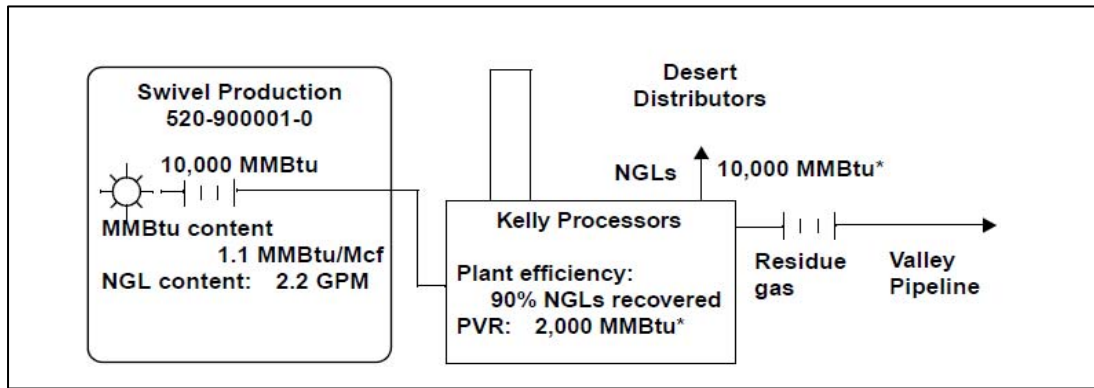 Swivel Production
520-900001-0
10,000 MMBtu
MMBtu content
1.1 MMBtu/Mcf
NGL content: 2.2 GPM
Desert
Distributors
NGLs 10,000 MMBtu*
Kelly Processors
Plant efficiency:
90% NGLs recovered
PVR: 2,000 MMBtu*
Residue
gas
Valley
Pipeline